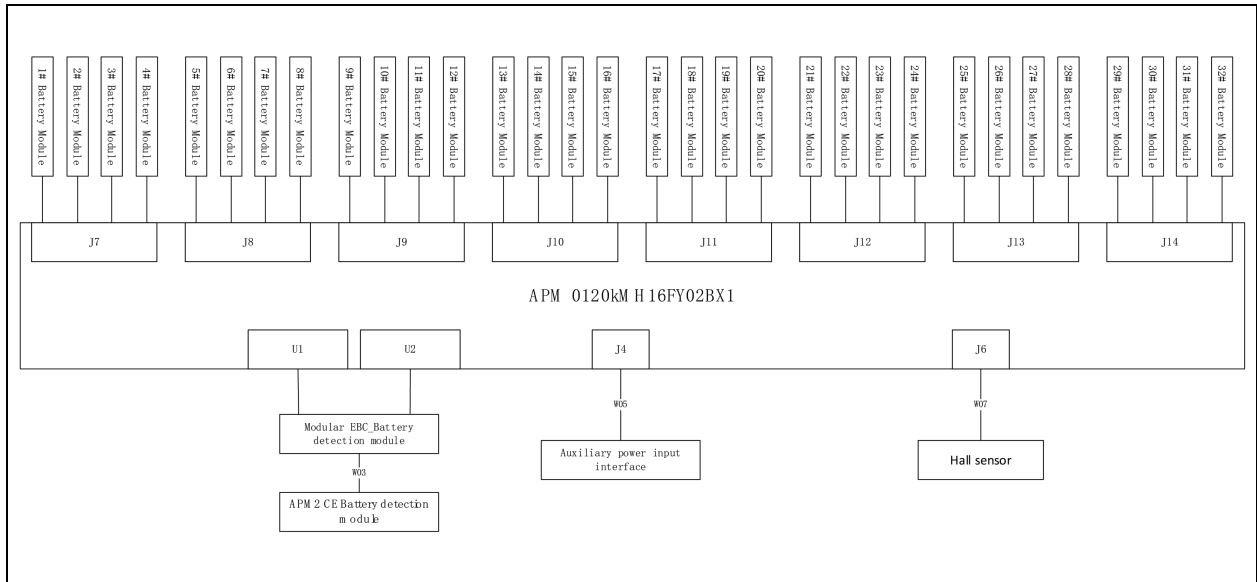 1# Battery Module
2# Battery Module
3# Battery Module
4# Battery Module
5# Battery Module
6# Battery Module
7# Battery Module
8# Battery Module
9# Battery Module
10# Battery Module
11# Battery Module
12# Battery Module
13# Battery Module
14# Battery Module
15# Battery Module
16# Battery Module
17# Battery Module
18# Battery Module
19# Battery Module
20# Battery Module
21# Battery Module
22# Battery Module
23# Battery Module
24# Battery Module
25# Battery Module
26# Battery Module
27# Battery Module
28# Battery Module
29# Battery Module
30# Battery Module
31# Battery Module
32# Battery Module
J7
J8
J9
J10
J11
J12
J13
J14
APM 0120kMH16FY02BX1
U1
U2
J4
J6
W05
W07
Modular EBC_Battery
detection module
Auxiliary power input
interface
Hall sensor
W03
APM2 CE Battery detection
module